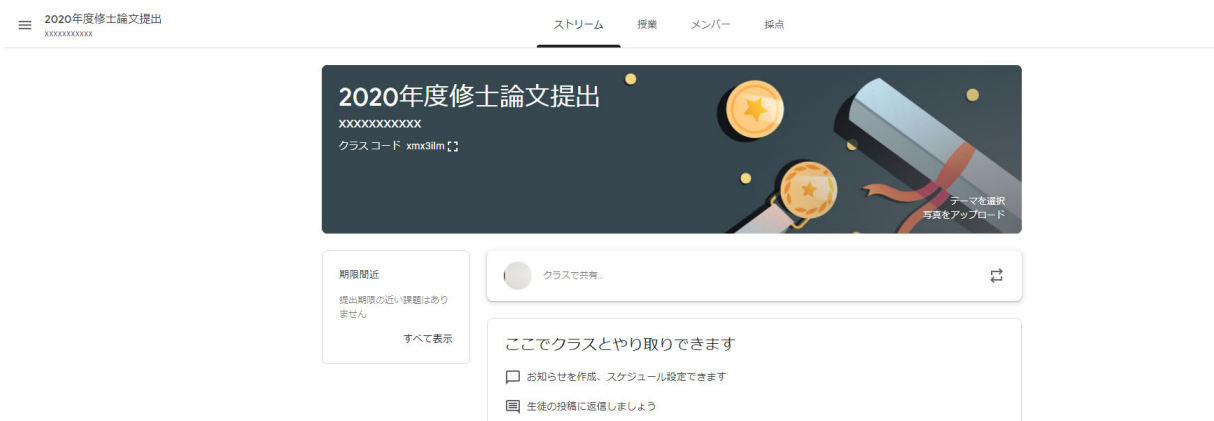 2020年度修士論文提出
xxxxxxxxxxx
ストリーム 授業 メンバー 採点
2020年度修士論文提出
xxxxxxxxxxx
クラス コード xmx3ilm
テーマを選択
写真をアップロード
期限間近
提出期限の近い課題はあり
ません
すべて表示
クラスで共有...
ここでクラスとやり取りできます
お知らせを作成、スケジュール設定できます
生徒の投稿に返信しましょう